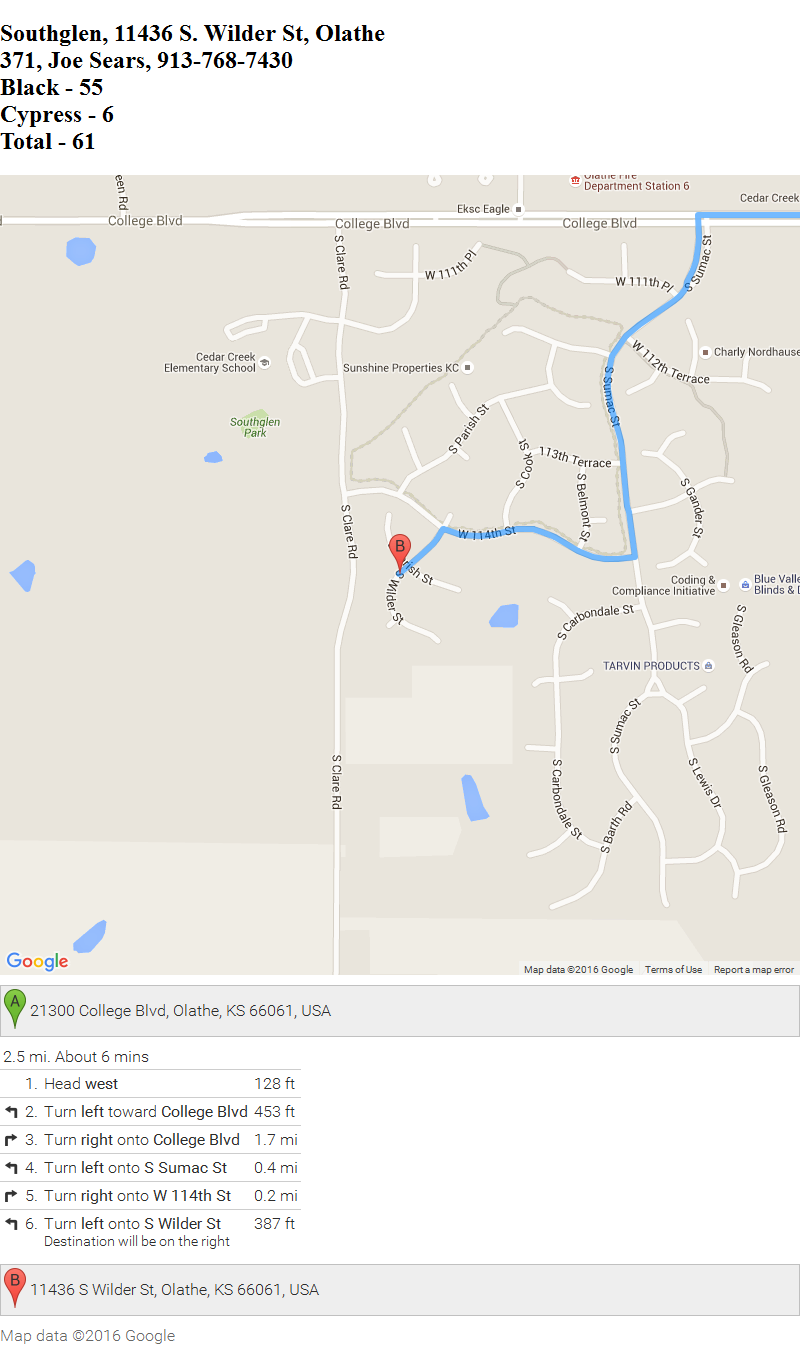 Southglen, 11436 S. Wilder St, Olathe
371, Joe Sears, 913-768-7430
Black - 55
Cypress - 6
Total - 61
Olathe Fire
Department Station 6
een Rd
Cedar Creek
Eksc Eagle
College Blvd
College Blvd
College Blvd
S Clare Rd
W 111th Pl
S Sumac St
W 111th Pl
Cedar Creek
Elementary School
Sunshine Properties KC
W 112th Terrace
Charly Nordhause
S Sumac St
Southglen
Park
S Parish St
S Cook St
113th Terrace
S Belmont St
S Gander St
S Clare Rd
W 114th St
B
rish St
S Wilder St
Coding &
Compliance Initiative
Blue Valle
Blinds & D
S Carbondale St
S Gleason Rd
TARVIN PRODUCTS
S Sumac St
S Clare Rd
S Carbondale St
S Lewis Dr
S Gleason Rd
S Barth Rd
Google
Map data ©2016 Google Terms of Use Report a map error
A 21300 College Blvd, Olathe, KS 66061, USA
2.5 mi. About 6 mins
1. Head west 128 ft
2. Turn left toward College Blvd 453 ft
3. Turn right onto College Blvd 1.7 mi
4. Turn left onto S Sumac St 0.4 mi
5. Turn right onto W 114th St 0.2 mi
6. Turn left onto S Wilder St 387 ft
Destination will be on the right
B 11436 S Wilder St, Olathe, KS 66061, USA
Map data ©2016 Google